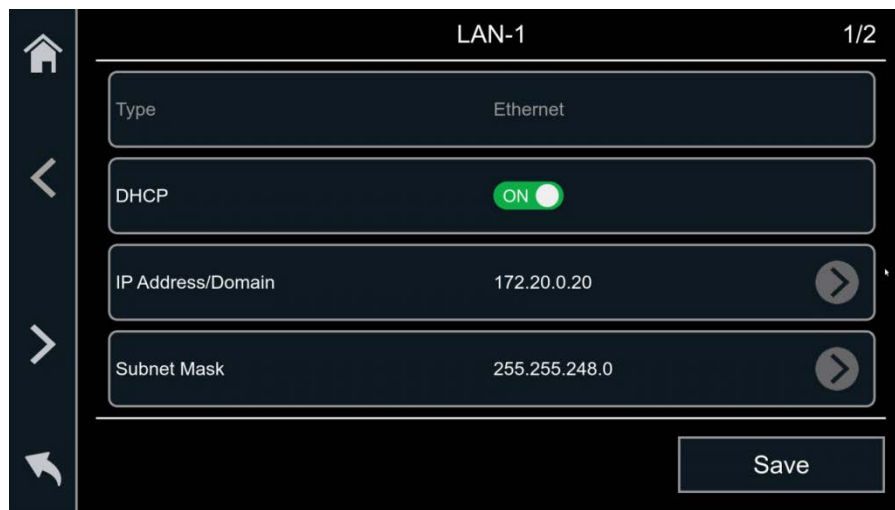 LAN-1 1/2
Type Ethernet
DHCP ON
IP Address/Domain 172.20.0.20
Subnet Mask 255.255.248.0
Save